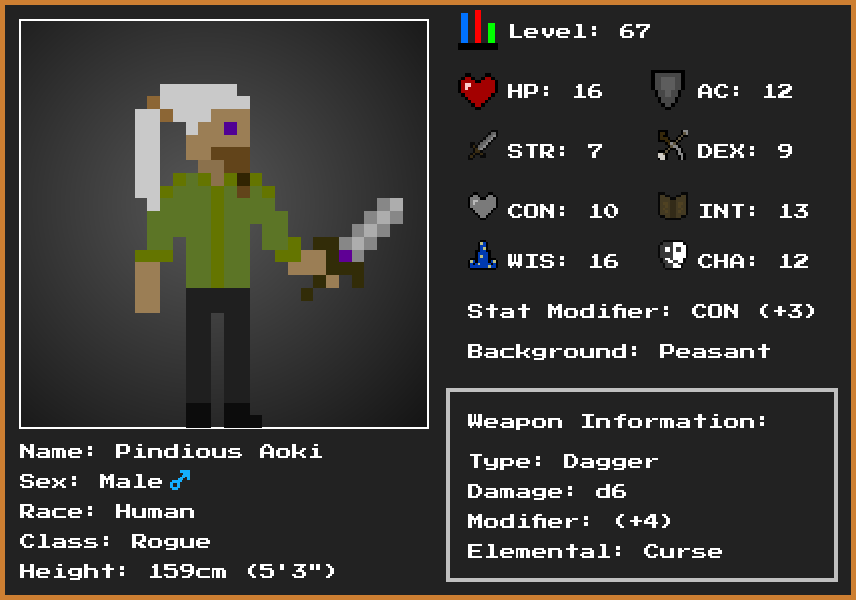 Level: 67
HP: 16
AC: 12
STR: 7
DEX: 9
CON: 10
INT: 13
WIS: 16
CHA: 12
Stat Modifier: CON (+3)
Background: Peasant
Weapon Information:
Type: Dagger
Damage: d6
Modifier: (+4)
Elemental: Curse
Name: Pindious Aoki
Sex: Male♂
Race: Human
Class: Rogue
Height: 159cm (5'3")